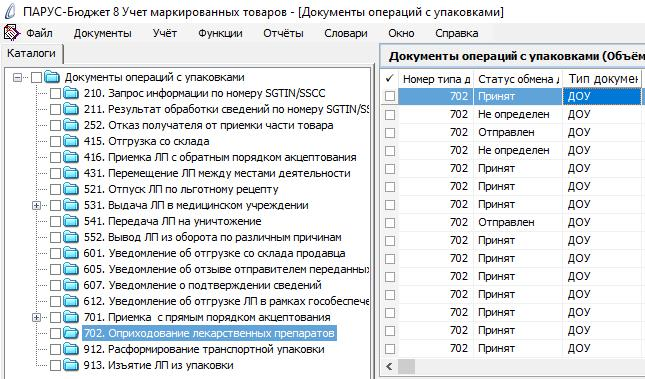 ПАРУС-Бюджет 8 Учет маркированных товаров - [Документы операций с упаковками]
Файл Документы Учёт Функции Отчёты Словари Окно Справка
Каталоги
Документы операций с упаковками
210. Запрос информации по номеру SGTIN/SSCC
211. Результат обработки сведений по номеру SGTIN/S
252. Отказ получателя от приемки части товара
415. Отгрузка со склада
416. Приемка ЛП с обратным порядком акцептования
431. Перемещение ЛП между местами деятельности
521. Отпуск ЛП по льготному рецепту
531. Выдача ЛП в медицинском учреждении
541. Передача ЛП на уничтожение
552. Вывод ЛП из оборота по различным причинам
601. Уведомление об отгрузке со склада продавца
605. Уведомление об отзыве отправителем переданных
607. Уведомление о подтверждении сведений
612. Уведомление об отгрузке ЛП в рамках гособеспече
701. Приемка с прямым порядком акцептования
702. Оприходование лекарственных препаратов
912. Расформирование транспортной упаковки
913. Изъятие ЛП из упаковки
Документы операций с упаковками (Объём
Номер типа д Статус обмена д Тип докумен
702 Принят ДОУ
702 Не определен ДОУ
702 Отправлен ДОУ
702 Не определен ДОУ
702 Принят ДОУ
702 Принят ДОУ
702 Принят ДОУ
702 Отправлен ДОУ
702 Принят ДОУ
702 Принят ДОУ
702 Принят ДОУ
702 Принят ДОУ
702 Принят ДОУ
702 Принят ДОУ
702 Принят ДОУ